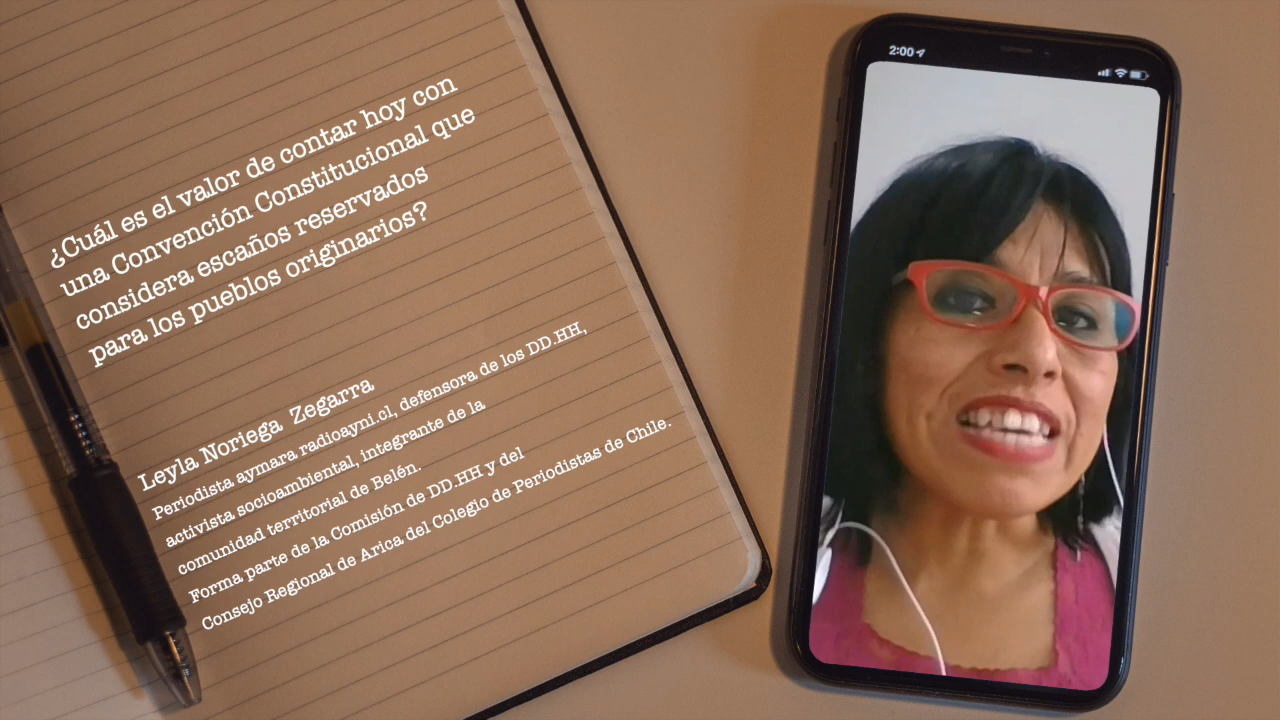 ¿Cuál es el valor de contar hoy con
una Convención Constitucional que
considera escaños reservados
para los pueblos originarios?
Leyla Noriega Zegarra
Periodista aymara radioayni.cl, defensora de los DD.HH,
activista socioambiental, integrante de la
comunidad territorial de Belén.
Forma parte de la Comisión de DD.HH y del
Consejo Regional de Arica del Colegio de Periodistas de Chile.
2:00